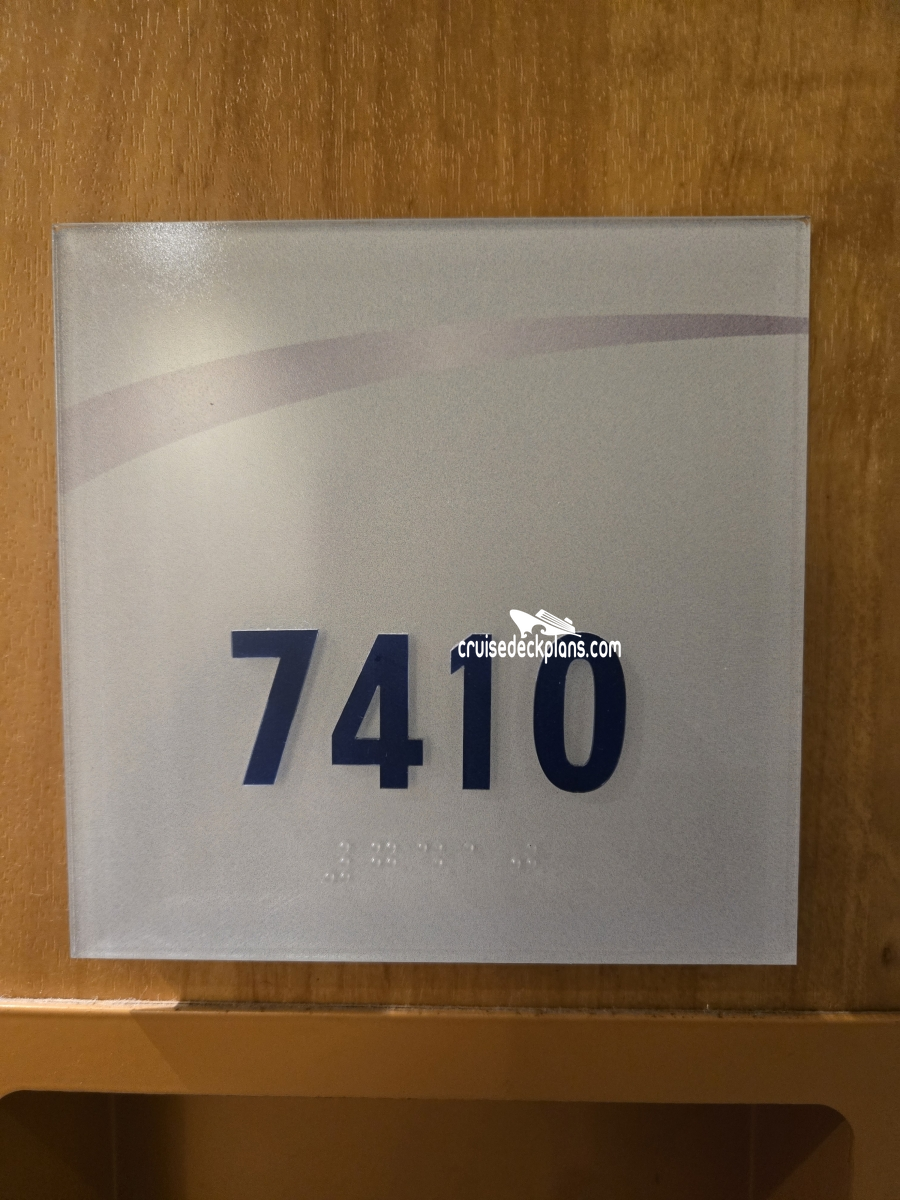 cruisedeckplans.com
7410
⠼⠛⠙⠁⠚